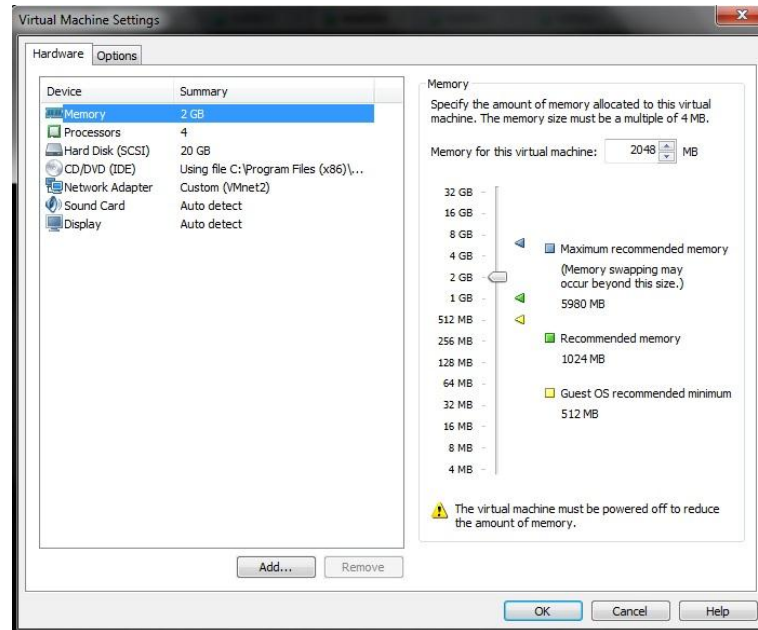 Virtual Machine Settings
Hardware Options
Device Summary
Memory 2 GB
Processors 4
Hard Disk (SCSI) 20 GB
CD/DVD (IDE) Using file C:\Program Files (x86)\...
Network Adapter Custom (VMnet2)
Sound Card Auto detect
Display Auto detect
Add... Remove
Memory
Specify the amount of memory allocated to this virtual
machine. The memory size must be a multiple of 4 MB.
Memory for this virtual machine: 2048 MB
32 GB
16 GB
8 GB
4 GB
2 GB
1 GB
512 MB
256 MB
128 MB
64 MB
32 MB
16 MB
8 MB
4 MB
Maximum recommended memory
(Memory swapping may
occur beyond this size.)
5980 MB
Recommended memory
1024 MB
Guest OS recommended minimum
512 MB
The virtual machine must be powered off to reduce
the amount of memory.
OK Cancel Help